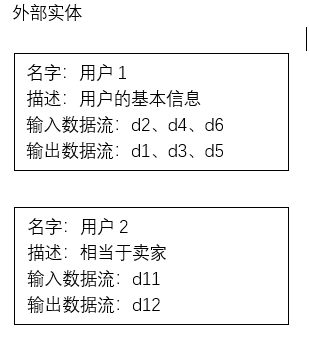 外部实体
名字：用户 1
描述：用户的基本信息
输入数据流：d2、d4、d6
输出数据流：d1、d3、d5
名字：用户 2
描述：相当于卖家
输入数据流：d11
输出数据流：d12